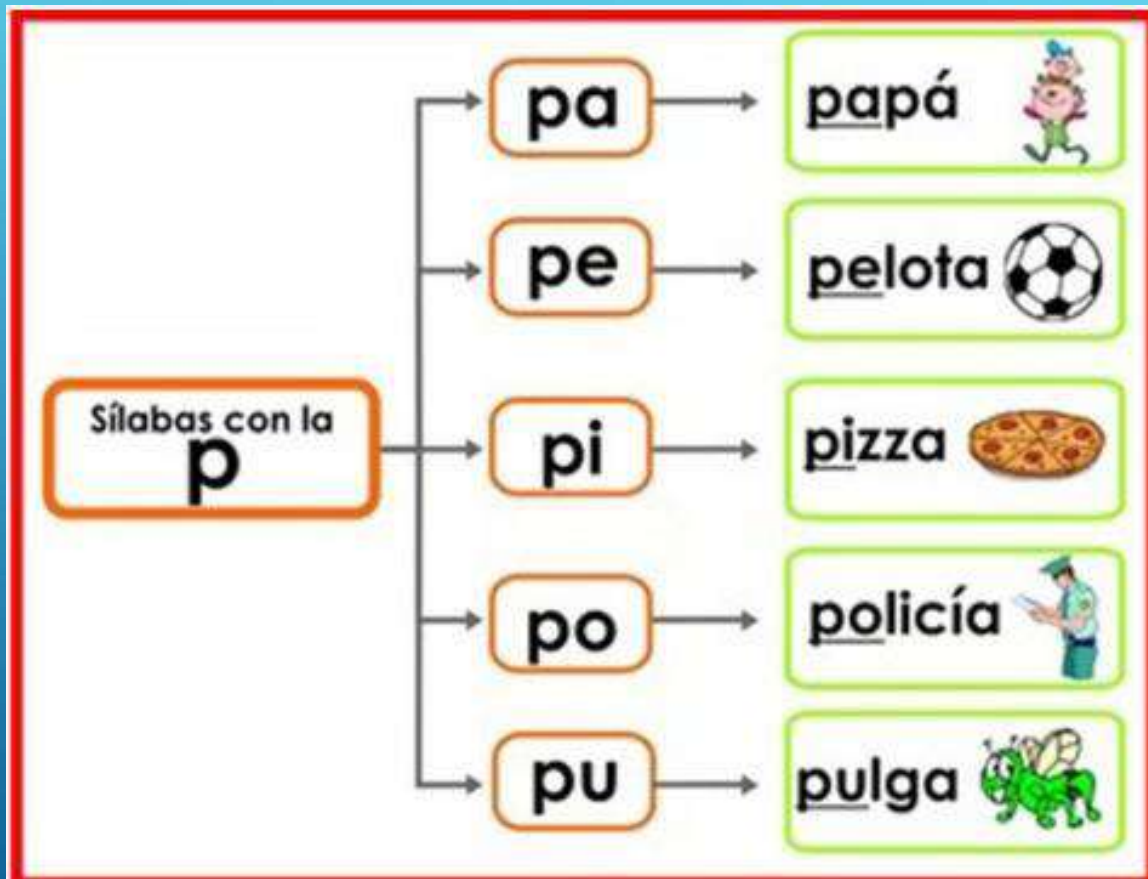 Sílabas con la
p
pa
papá
pe
pelota
pi
pizza
po
policía
pu
pulga